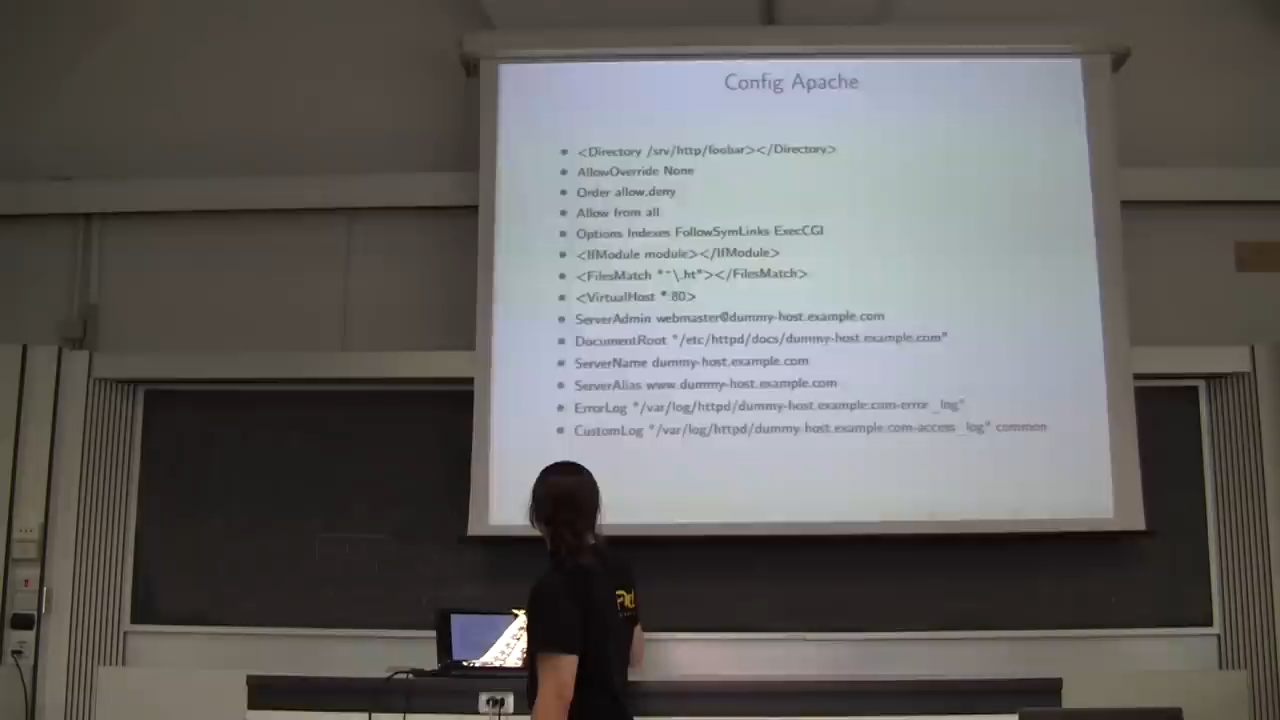 Config Apache
<Directory /srv/http/foobar></Directory>
AllowOverride None
Order allow,deny
Allow from all
Options Indexes FollowSymLinks ExecCGI
<IfModule module></IfModule>
<FilesMatch "^\.ht"></FilesMatch>
<VirtualHost *:80>
ServerAdmin webmaster@dummy-host.example.com
DocumentRoot "/etc/httpd/docs/dummy-host.example.com"
ServerName dummy-host.example.com
ServerAlias www.dummy-host.example.com
ErrorLog "/var/log/httpd/dummy-host.example.com-error_log"
CustomLog "/var/log/httpd/dummy-host.example.com-access_log" common